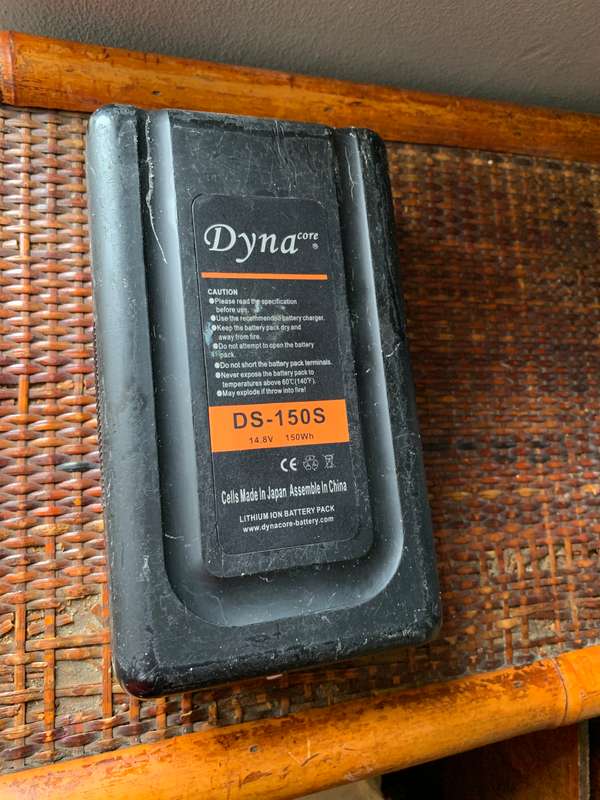 Dyna core ®
CAUTION
●Please read the specification
before use.
●Use the recommended battery charger.
●Keep the battery pack dry and
away from fire.
●Do not attempt to open the battery
pack.
●Do not short the battery pack terminals.
●Never expose the battery pack to
temperatures above 60℃(140°F).
●May explode if throw into fire!
DS-150S
14.8V 150Wh
CE
Cells Made In Japan Assemble In China
LITHIUM ION BATTERY PACK
www.dynacore-battery.com